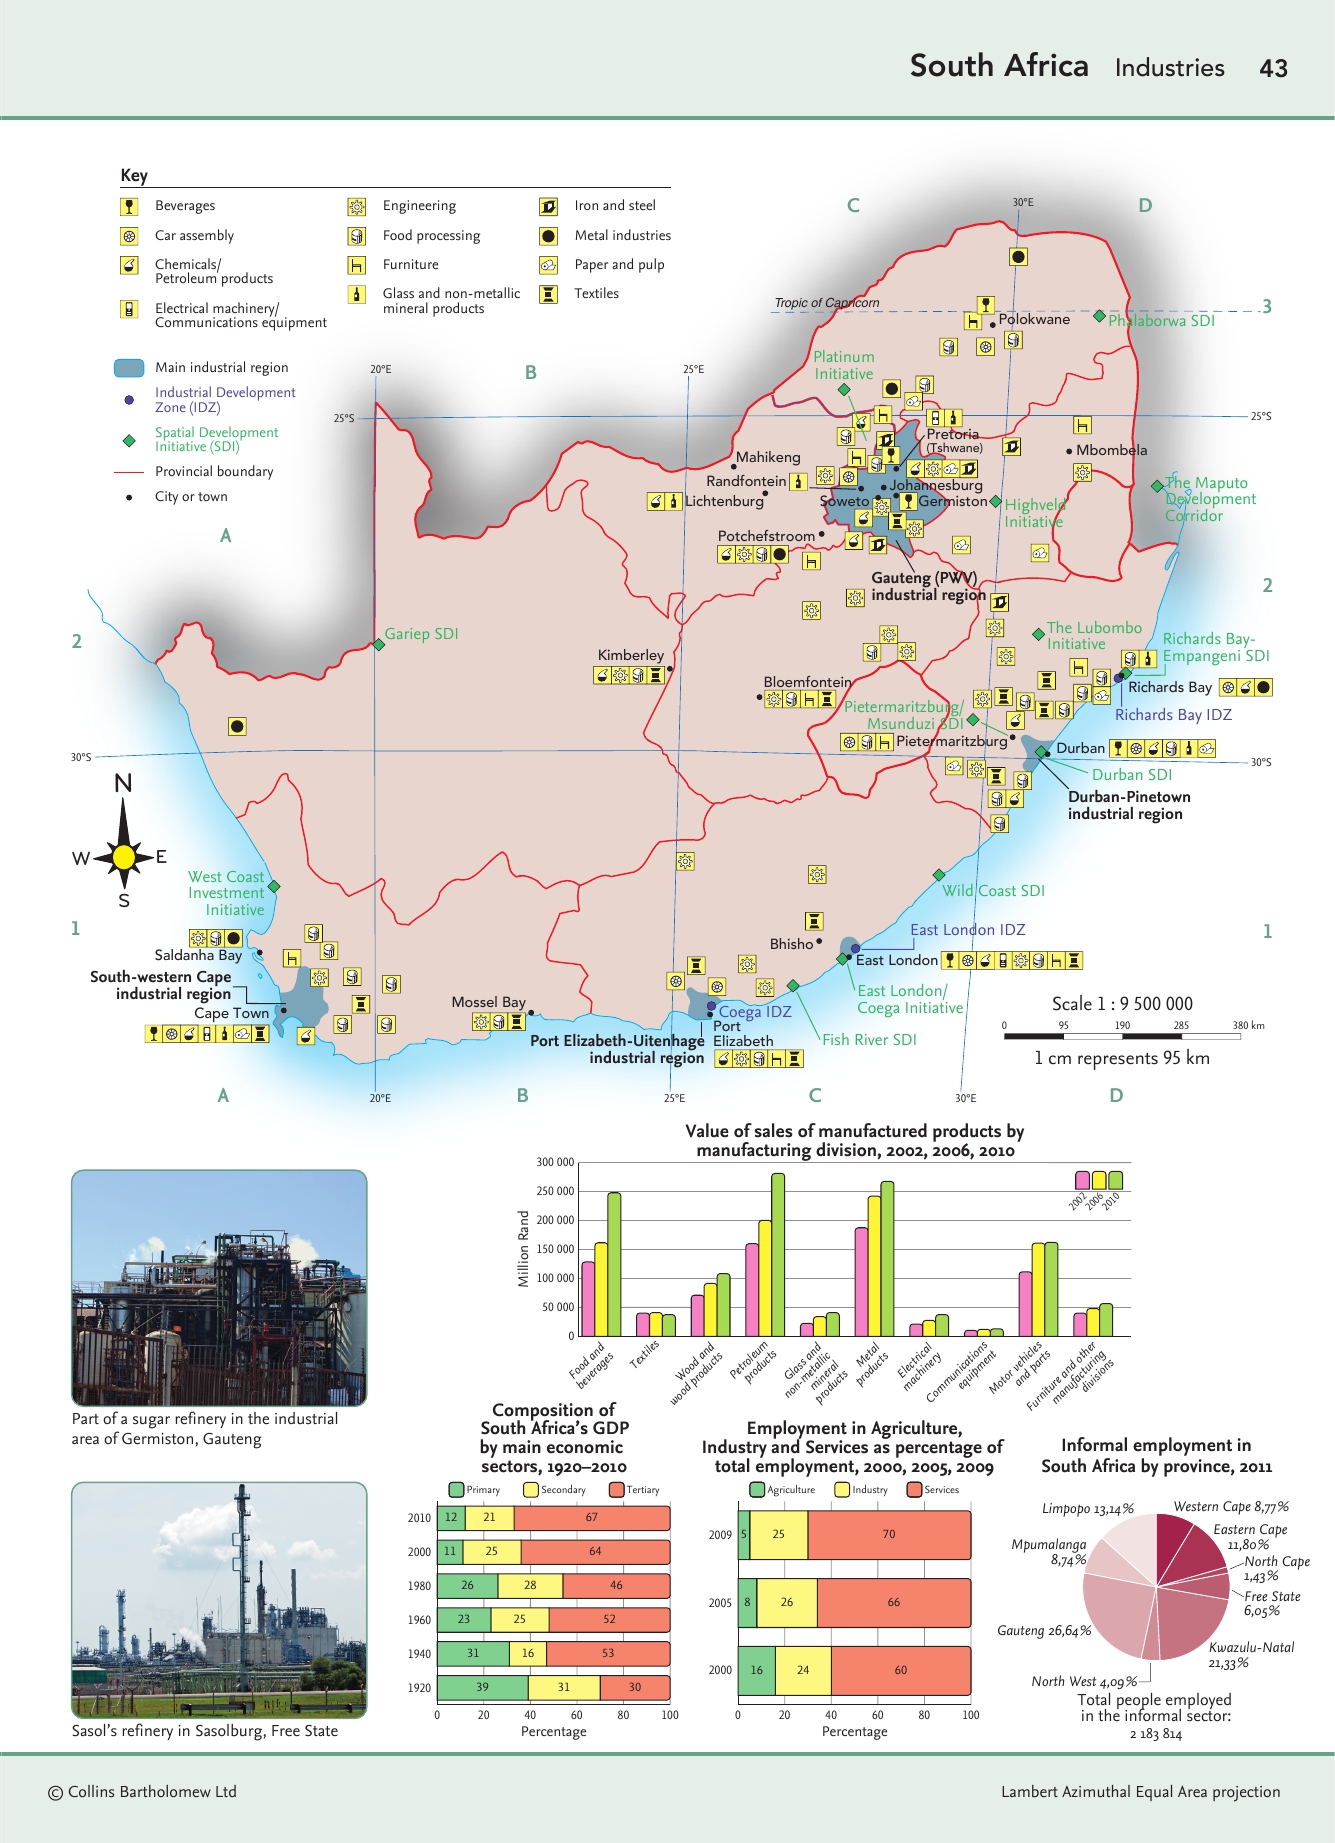 South Africa Industries 43
Key
Beverages
Car assembly
Chemicals/
Petroleum products
Electrical machinery/
Communications equipment
Engineering
Food processing
Furniture
Glass and non-metallic
mineral products
Iron and steel
Metal industries
Paper and pulp
Textiles
Main industrial region
Industrial Development
Zone (IDZ)
Spatial Development
Initiative (SDI)
Provincial boundary
City or town
C
30°E
D
Tropic of Capricorn
3
Polokwane
Phalaborwa SDI
Platinum
Initiative
20°E
B
25°E
25°S
25°S
Pretoria
(Tshwane)
Mbombela
Mahikeng
Randfontein
Johannesburg
Lichtenburg
Soweto
Germiston
Highveld
Initiative
The Maputo
Development
Corridor
A
Potchefstroom
Gauteng (PWV)
industrial region
2
2
Gariep SDI
The Lubombo
Initiative
Richards Bay-
Empangeni SDI
Kimberley
Bloemfontein
Richards Bay
Richards Bay IDZ
Pietermaritzburg/
Msunduzi SDI
Pietermaritzburg
Durban
30°S
30°S
Durban SDI
Durban-Pinetown
industrial region
N
W
E
S
West Coast
Investment
Initiative
Wild Coast SDI
1
1
East London IDZ
Bhisho
East London
Saldanha Bay
South-western Cape
industrial region
Cape Town
East London/
Coega Initiative
Mossel Bay
Coega IDZ
Port
Elizabeth
Port Elizabeth-Uitenhage
industrial region
Fish River SDI
Scale 1 : 9 500 000
0 95 190 285 380 km
1 cm represents 95 km
A
20°E
B
25°E
C
30°E
D
Value of sales of manufactured products by
manufacturing division, 2002, 2006, 2010
300 000
250 000
200 000
150 000
100 000
50 000
0
Million Rand
2002
2006
2010
Food and
beverages
Textiles
Wood and
wood products
Petroleum
products
Glass and
non-metallic
mineral
products
Metal
products
Electrical
machinery
Communications
equipment
Motor vehicles
and parts
Furniture and other
manufacturing
divisions
Part of a sugar refinery in the industrial
area of Germiston, Gauteng
Sasol's refinery in Sasolburg, Free State
Composition of
South Africa's GDP
by main economic
sectors, 1920–2010
Primary Secondary Tertiary
2010 12 21 67
2000 11 25 64
1980 26 28 46
1960 23 25 52
1940 31 16 53
1920 39 31 30
0 20 40 60 80 100
Percentage
Employment in Agriculture,
Industry and Services as percentage of
total employment, 2000, 2005, 2009
Agriculture Industry Services
2009 5 25 70
2005 8 26 66
2000 16 24 60
0 20 40 60 80 100
Percentage
Informal employment in
South Africa by province, 2011
Limpopo 13,14%
Western Cape 8,77%
Eastern Cape
11,80%
Mpumalanga
8,74%
North Cape
1,43%
Free State
6,05%
Gauteng 26,64%
Kwazulu-Natal
21,33%
North West 4,09%
Total people employed
in the informal sector:
2 183 814
© Collins Bartholomew Ltd
Lambert Azimuthal Equal Area projection